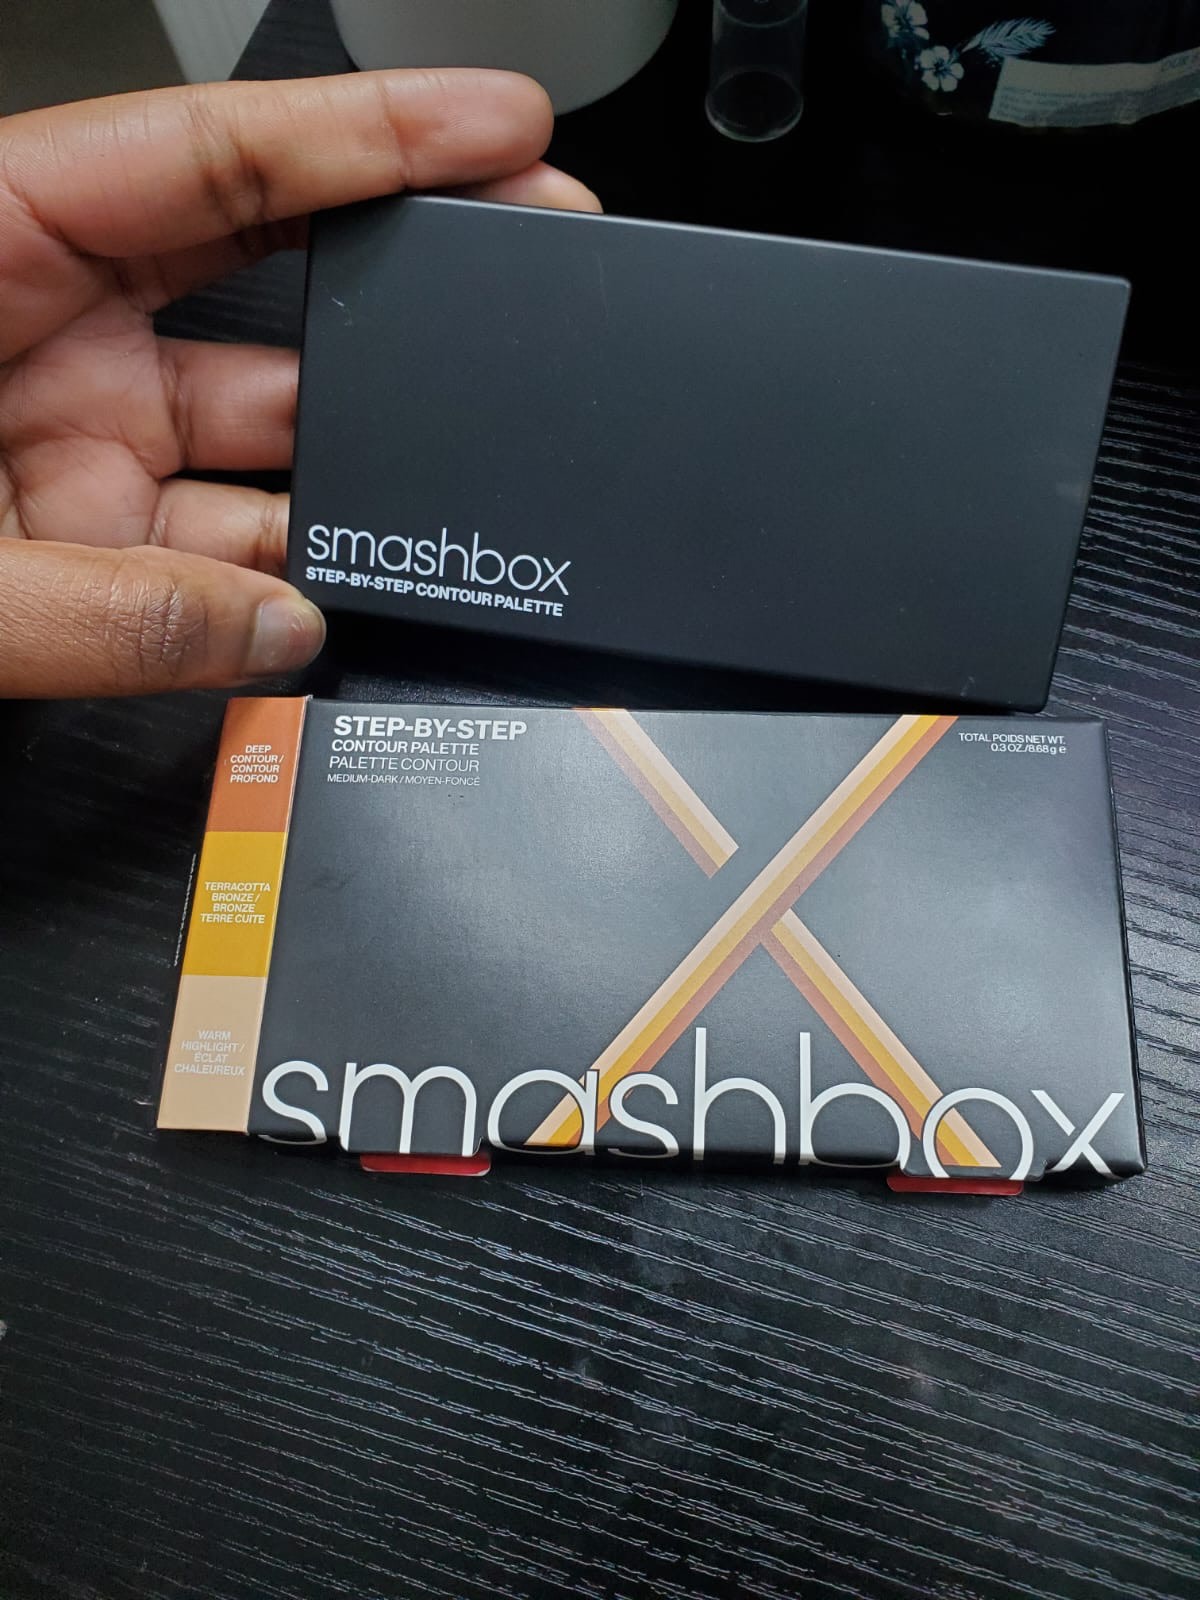 smashbox
STEP-BY-STEP CONTOUR PALETTE
STEP-BY-STEP
CONTOUR PALETTE
PALETTE CONTOUR
MEDIUM-DARK / MOYEN-FONCÉ
TOTAL POIDS NET WT.
0.3 OZ./8.68 g e
DEEP
CONTOUR /
CONTOUR
PROFOND
TERRACOTTA
BRONZE /
BRONZE
TERRE CUITE
WARM
HIGHLIGHT /
ÉCLAT
CHALEUREUX
smashbox